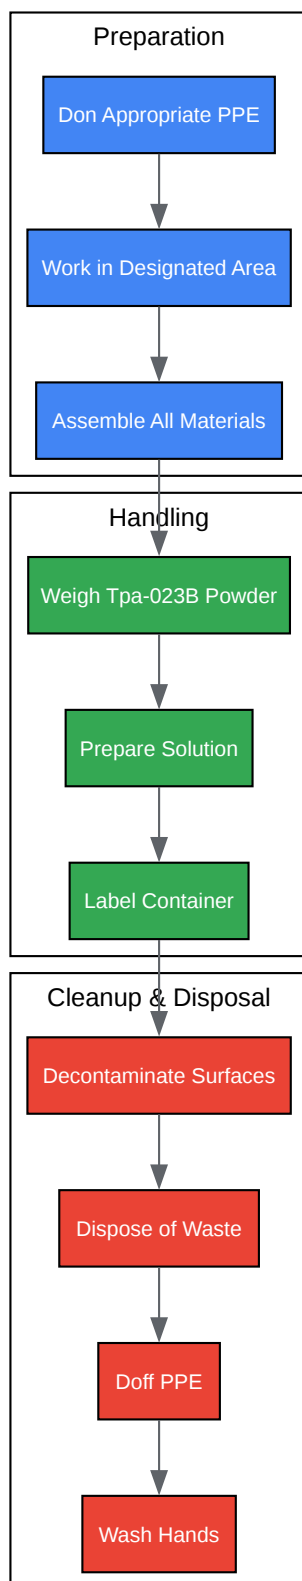 Preparation
Don Appropriate PPE
Work in Designated Area
Assemble All Materials
Handling
Weigh Tpa-023B Powder
Prepare Solution
Label Container
Cleanup & Disposal
Decontaminate Surfaces
Dispose of Waste
Doff PPE
Wash Hands